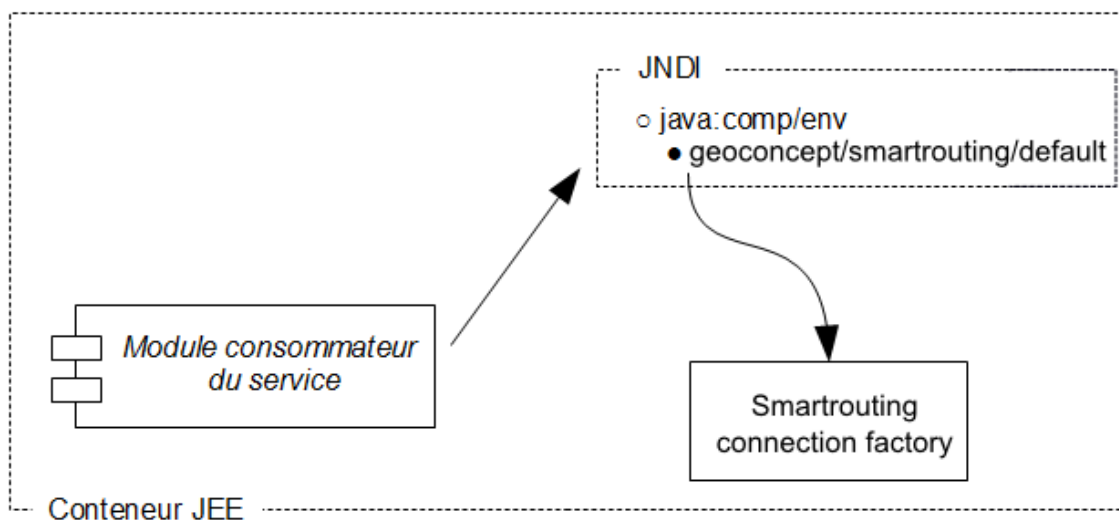 JNDI
○ java:comp/env
● geoconcept/smartrouting/default
Module consommateur
du service
Smartrouting
connection factory
Conteneur JEE